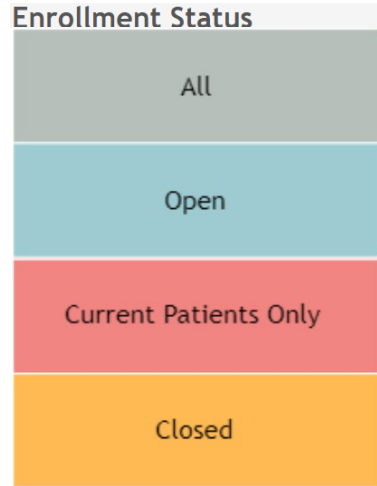 Enrollment Status
All
Open
Current Patients Only
Closed